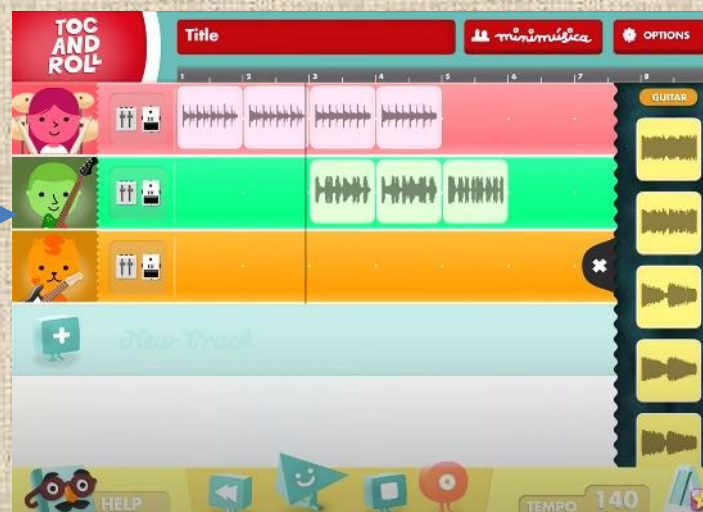 TOC
AND
ROLL
Title
minimúsica
OPTIONS
1 2 3 4 5 6 7 8
GUITAR
New Track
HELP
TEMPO 140